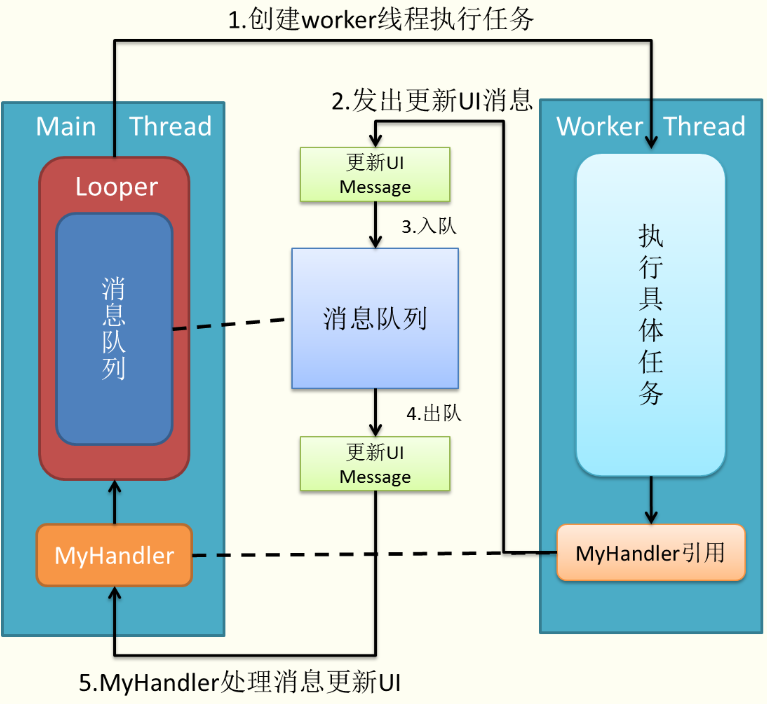 1.创建worker线程执行任务
2.发出更新UI消息
Main Thread
Worker Thread
Looper
更新UI
Message
3.入队
消息队列
消息队列
执行具体任务
4.出队
更新UI
Message
MyHandler
MyHandler引用
5.MyHandler处理消息更新UI